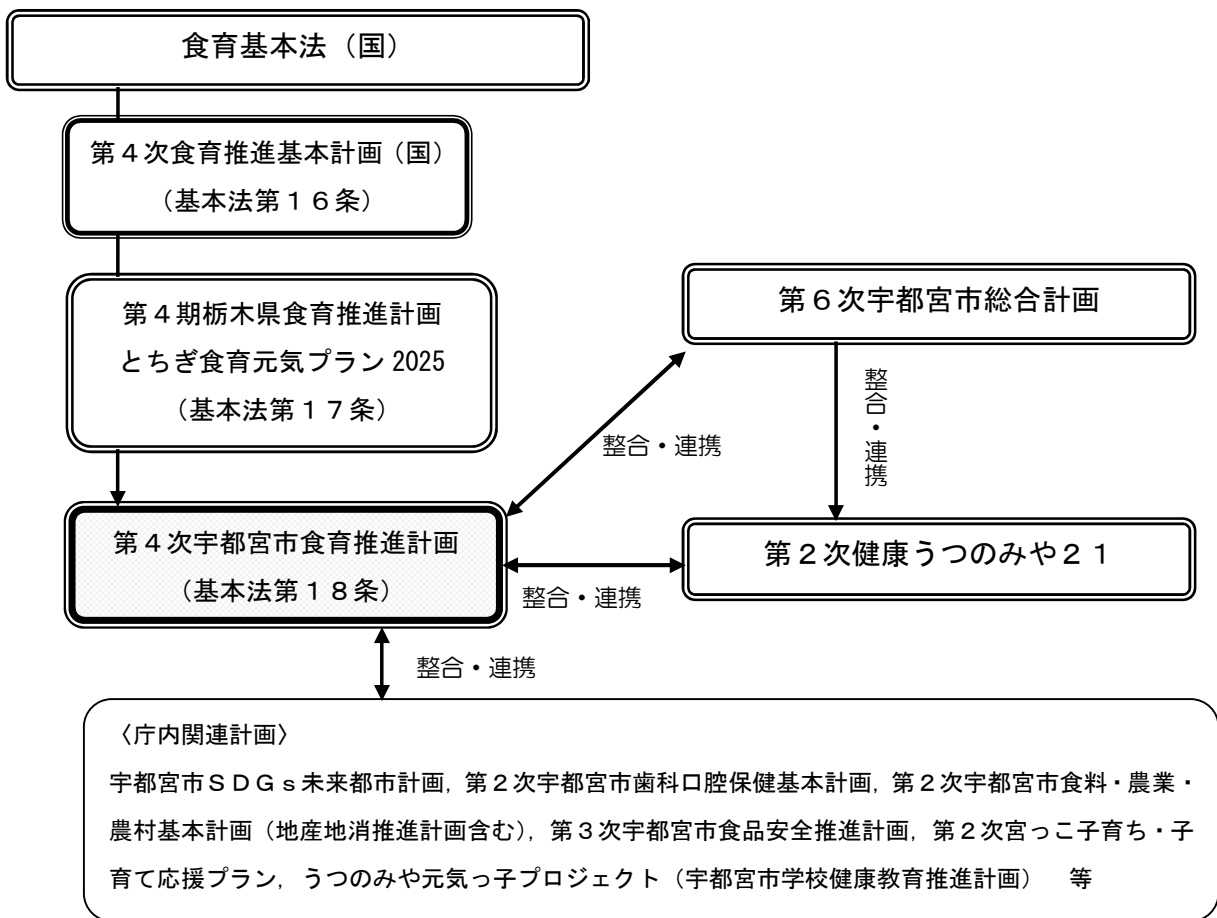 食育基本法（国）
第４次食育推進基本計画（国）
（基本法第１６条）
第４期栃木県食育推進計画
とちぎ食育元気プラン 2025
（基本法第１７条）
第６次宇都宮市総合計画
整合・連携
整合・連携
第４次宇都宮市食育推進計画
（基本法第１８条）
整合・連携
第２次健康うつのみや２１
整合・連携
〈庁内関連計画〉
宇都宮市ＳＤＧｓ未来都市計画，第２次宇都宮市歯科口腔保健基本計画，第２次宇都宮市食料・農業・
農村基本計画（地産地消推進計画含む），第３次宇都宮市食品安全推進計画，第２次宮っこ子育ち・子
育て応援プラン，うつのみや元気っ子プロジェクト（宇都宮市学校健康教育推進計画）　等